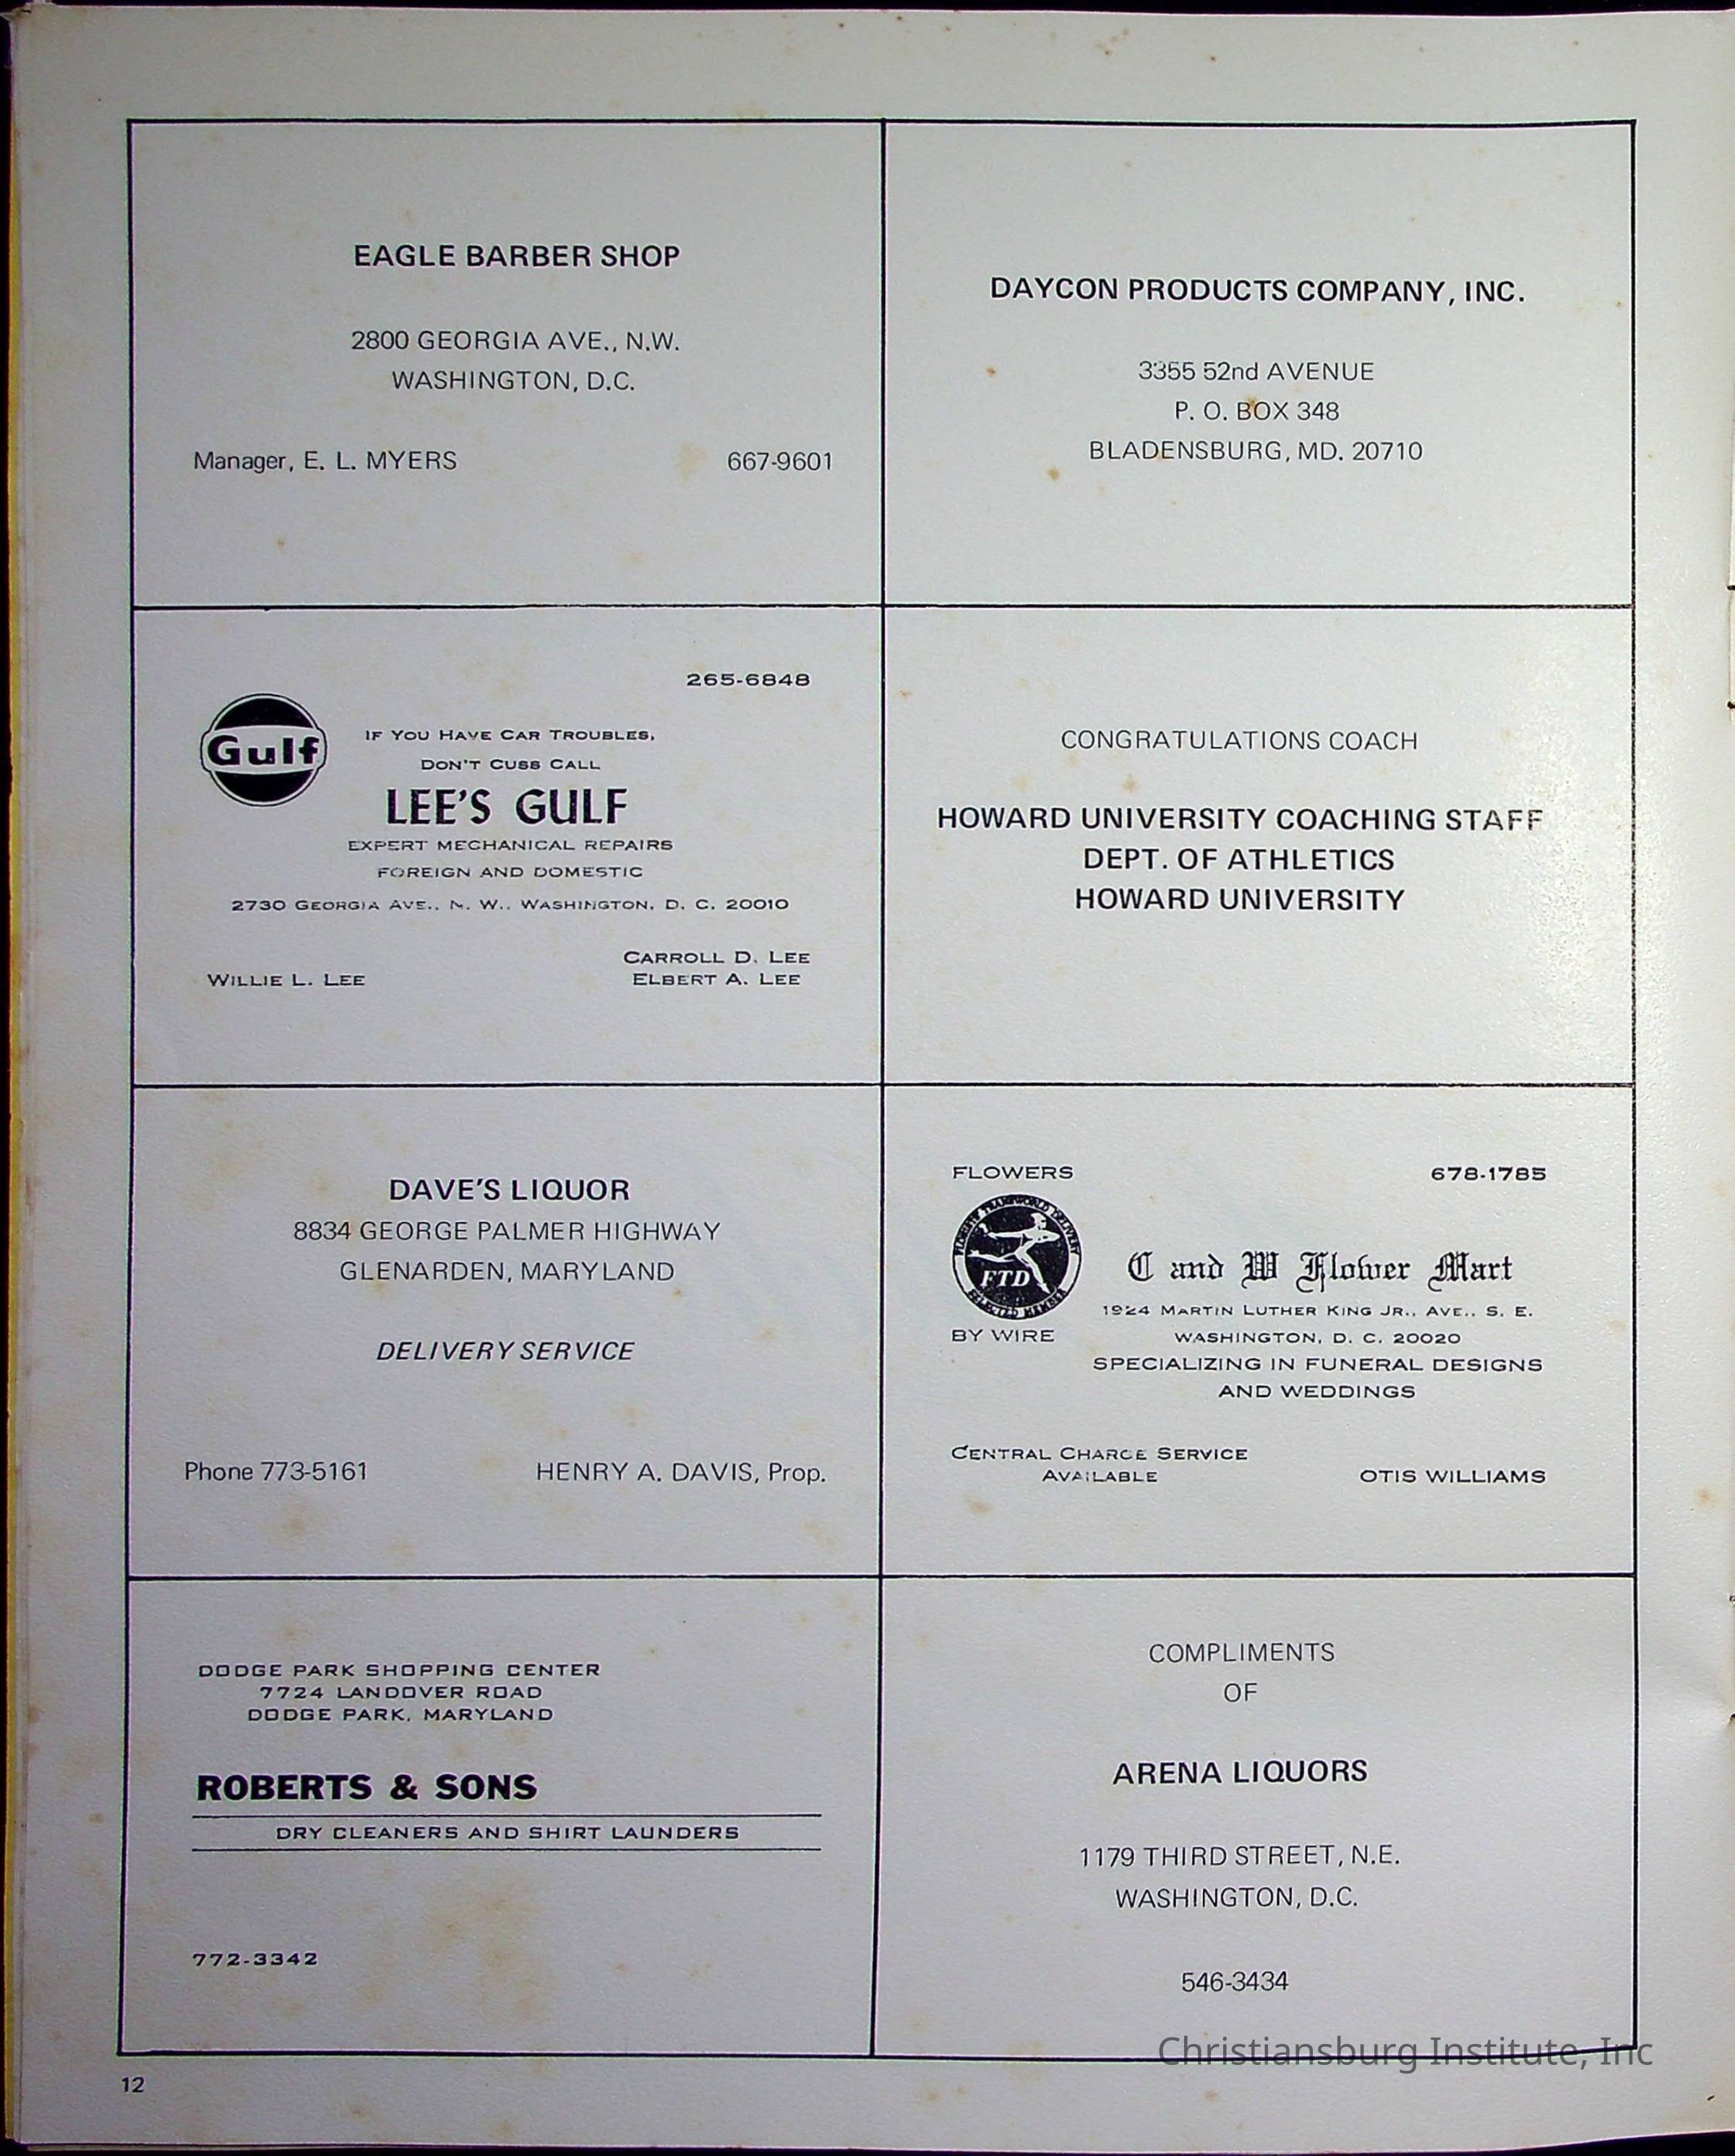 EAGLE BARBER SHOP
2800 GEORGIA AVE., N.W.
WASHINGTON, D.C.
Manager, E. L. MYERS 667-9601
DAYCON PRODUCTS COMPANY, INC.
3355 52nd AVENUE
P. O. BOX 348
BLADENSBURG, MD. 20710
265-6848
Gulf
IF YOU HAVE CAR TROUBLES,
DON'T CUSS CALL
LEE'S GULF
EXPERT MECHANICAL REPAIRS
FOREIGN AND DOMESTIC
2730 GEORGIA AVE., N. W., WASHINGTON, D. C. 20010
CARROLL D. LEE
WILLIE L. LEE ELBERT A. LEE
CONGRATULATIONS COACH
HOWARD UNIVERSITY COACHING STAFF
DEPT. OF ATHLETICS
HOWARD UNIVERSITY
DAVE'S LIQUOR
8834 GEORGE PALMER HIGHWAY
GLENARDEN, MARYLAND
DELIVERY SERVICE
Phone 773-5161 HENRY A. DAVIS, Prop.
FLOWERS 678-1785
FLORISTS TRANSWORLD DELIVERY
FTD
SELECTED MEMBER
BY WIRE
C and W Flower Mart
1924 MARTIN LUTHER KING JR., AVE., S. E.
WASHINGTON, D. C. 20020
SPECIALIZING IN FUNERAL DESIGNS
AND WEDDINGS
CENTRAL CHARGE SERVICE
AVAILABLE OTIS WILLIAMS
DODGE PARK SHOPPING CENTER
7724 LANDOVER ROAD
DODGE PARK, MARYLAND
ROBERTS & SONS
DRY CLEANERS AND SHIRT LAUNDERS
772-3342
COMPLIMENTS
OF
ARENA LIQUORS
1179 THIRD STREET, N.E.
WASHINGTON, D.C.
546-3434
Christiansburg Institute, Inc
12